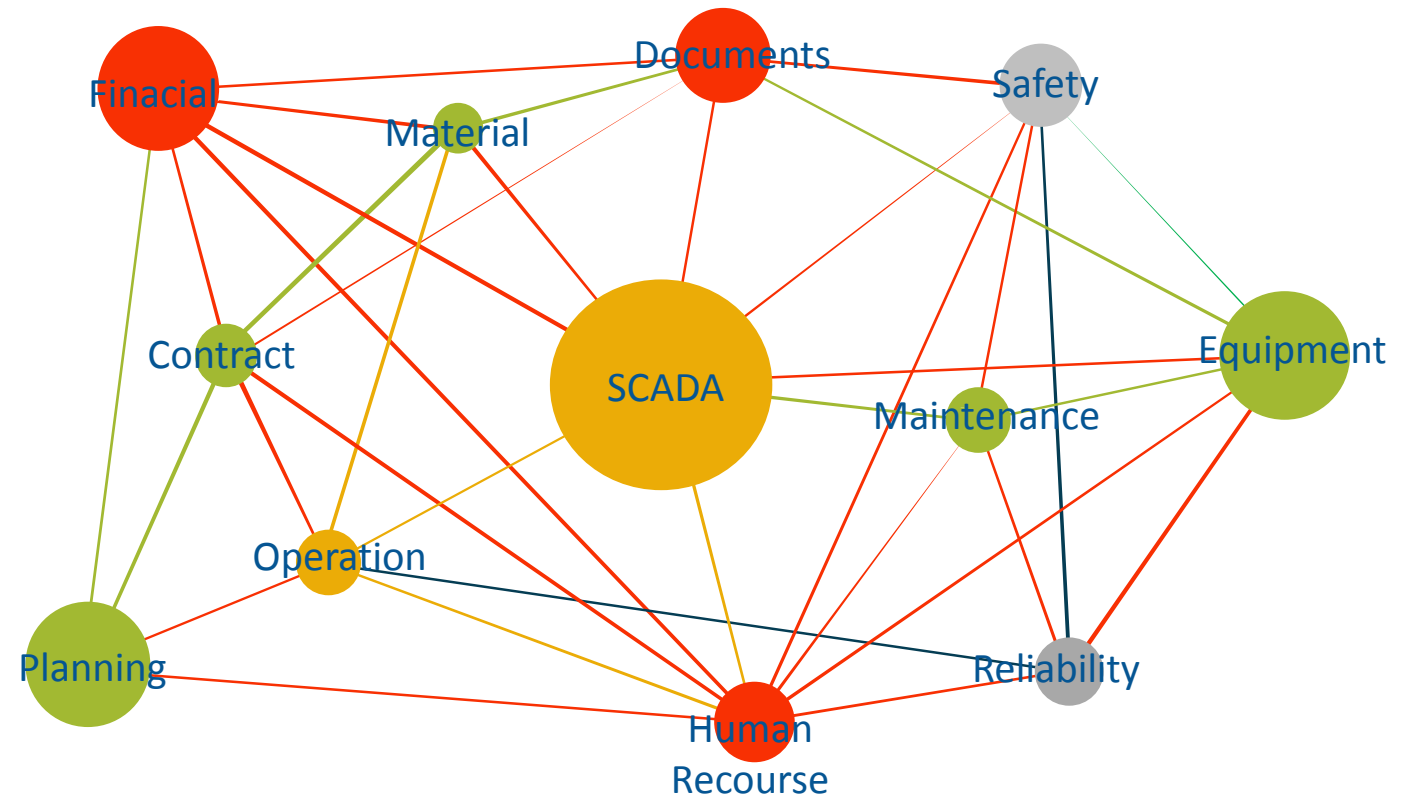 Documents
Safety
Finacial
Material
Contract
SCADA
Equipment
Maintenance
Operation
Planning
Reliability
Human
Recourse